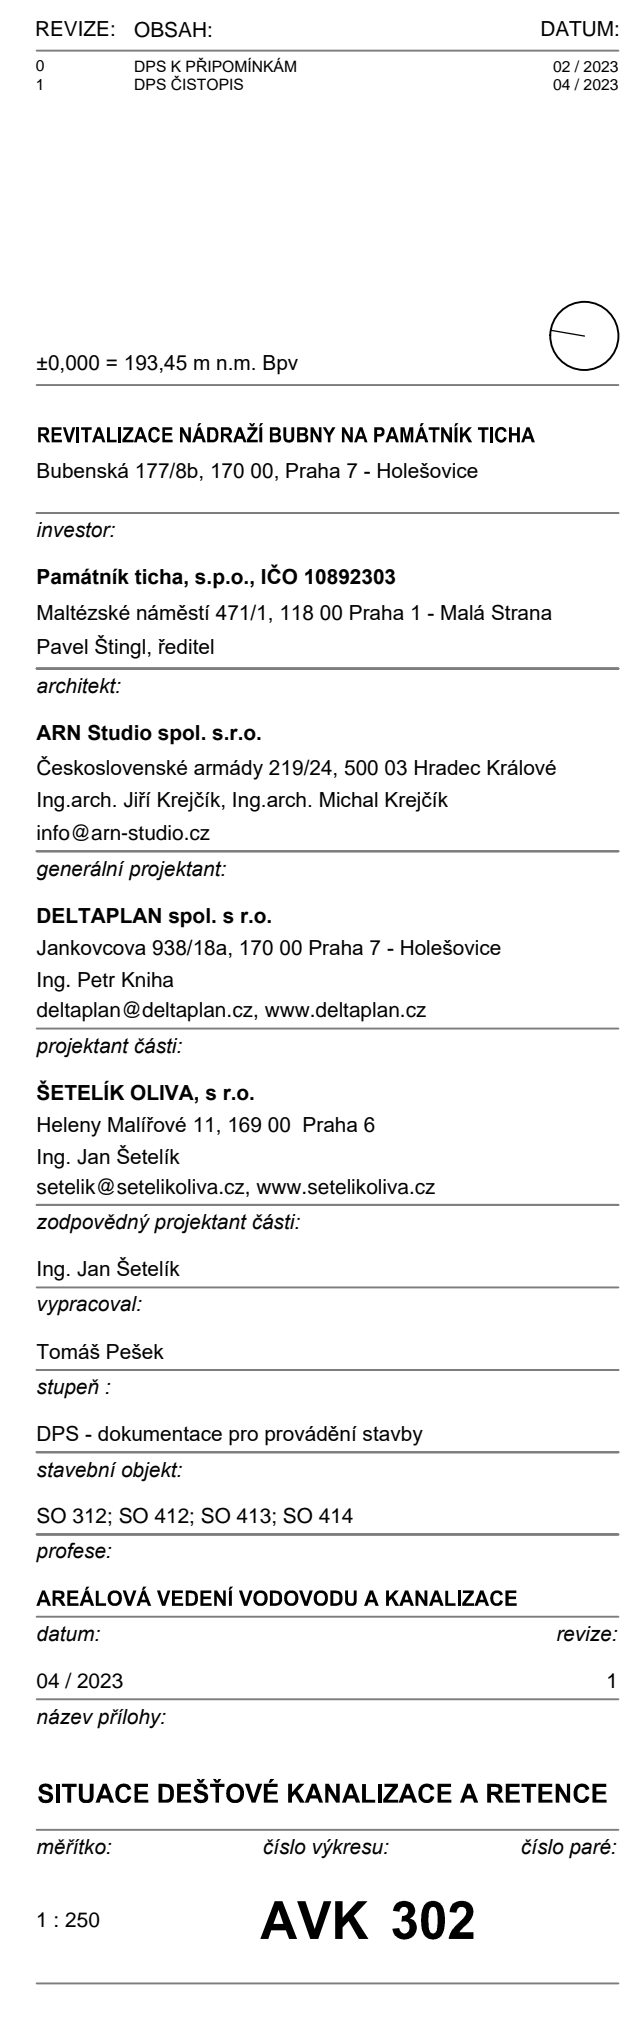 REVIZE: OBSAH: DATUM:
0 DPS K PŘIPOMÍNKÁM 02 / 2023
1 DPS ČISTOPIS 04 / 2023
±0,000 = 193,45 m n.m. Bpv
REVITALIZACE NÁDRAŽÍ BUBNY NA PAMÁTNÍK TICHA
Bubenská 177/8b, 170 00, Praha 7 - Holešovice
investor:
Památník ticha, s.p.o., IČO 10892303
Maltézské náměstí 471/1, 118 00 Praha 1 - Malá Strana
Pavel Štingl, ředitel
architekt:
ARN Studio spol. s.r.o.
Československé armády 219/24, 500 03 Hradec Králové
Ing.arch. Jiří Krejčík, Ing.arch. Michal Krejčík
info@arn-studio.cz
generální projektant:
DELTAPLAN spol. s r.o.
Jankovcova 938/18a, 170 00 Praha 7 - Holešovice
Ing. Petr Kniha
deltaplan@deltaplan.cz, www.deltaplan.cz
projektant části:
ŠETELÍK OLIVA, s r.o.
Heleny Malířové 11, 169 00  Praha 6
Ing. Jan Šetelík
setelik@setelikoliva.cz, www.setelikoliva.cz
zodpovědný projektant části:
Ing. Jan Šetelík
vypracoval:
Tomáš Pešek
stupeň :
DPS - dokumentace pro provádění stavby
stavební objekt:
SO 312; SO 412; SO 413; SO 414
profese:
AREÁLOVÁ VEDENÍ VODOVODU A KANALIZACE
datum: revize:
04 / 2023 1
název přílohy:
SITUACE DEŠŤOVÉ KANALIZACE A RETENCE
měřítko: číslo výkresu: číslo paré:
1 : 250 AVK 302